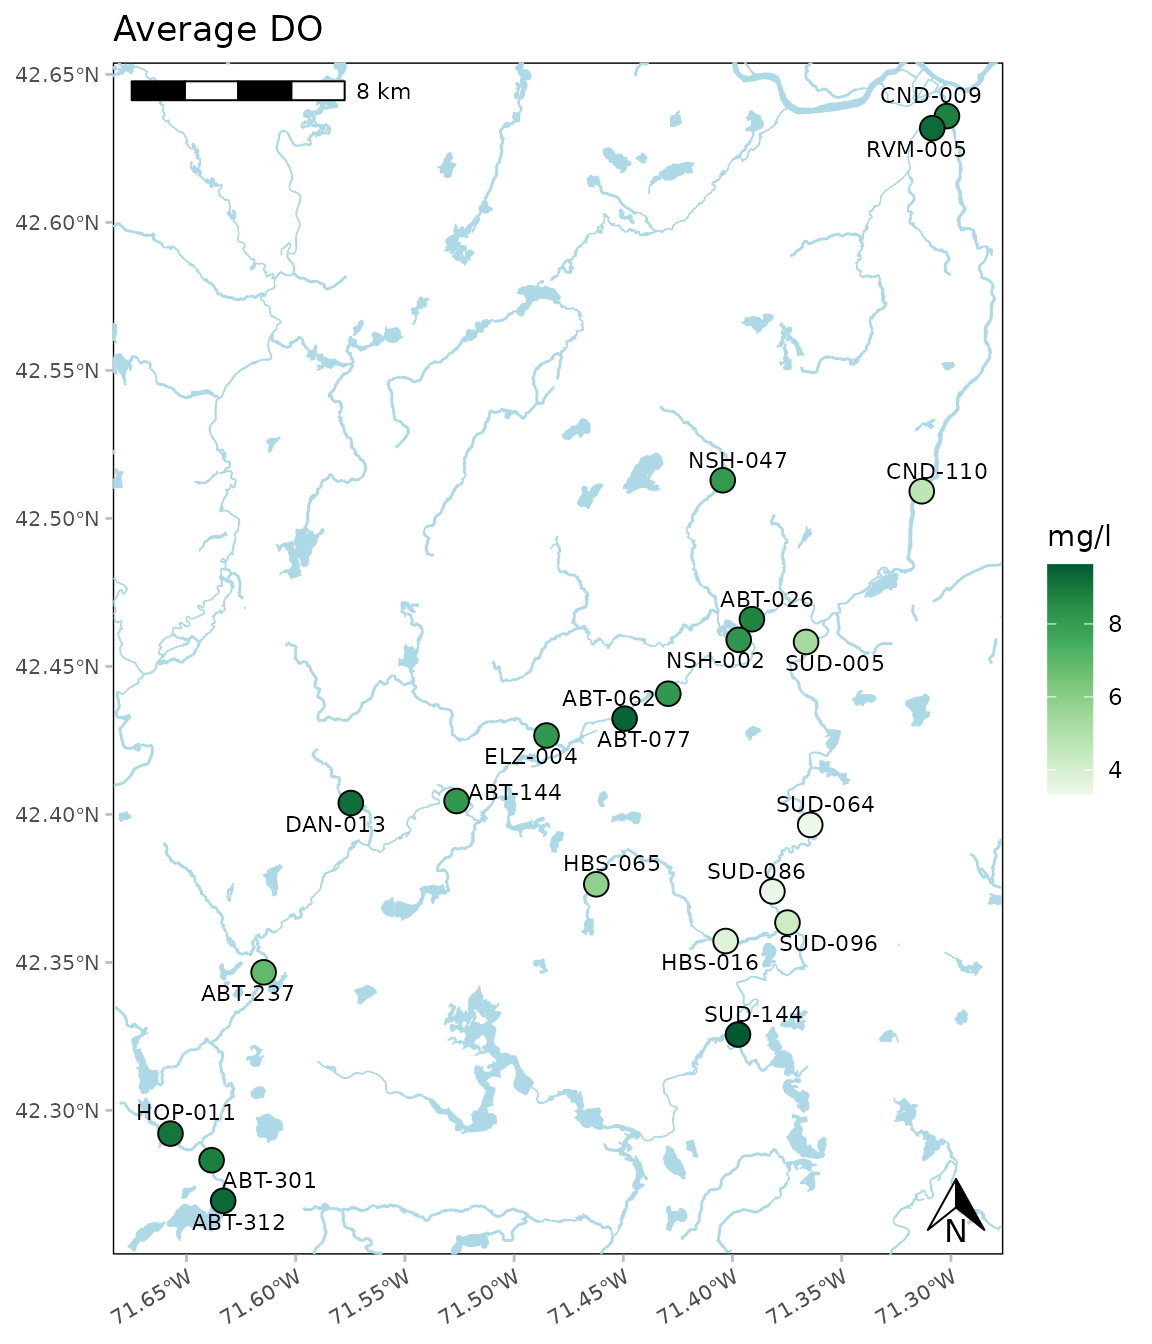 Average DO
8 km
42.65°N
42.60°N
42.55°N
42.50°N
42.45°N
42.40°N
42.35°N
42.30°N
CND-009
RVM-005
NSH-047
CND-110
ABT-026
NSH-002
SUD-005
ABT-062
ABT-077
ELZ-004
ABT-144
DAN-013
SUD-064
HBS-065
SUD-086
SUD-096
HBS-016
ABT-237
SUD-144
HOP-011
ABT-301
ABT-312
N
71.65°W
71.60°W
71.55°W
71.50°W
71.45°W
71.40°W
71.35°W
71.30°W
mg/l
8
6
4